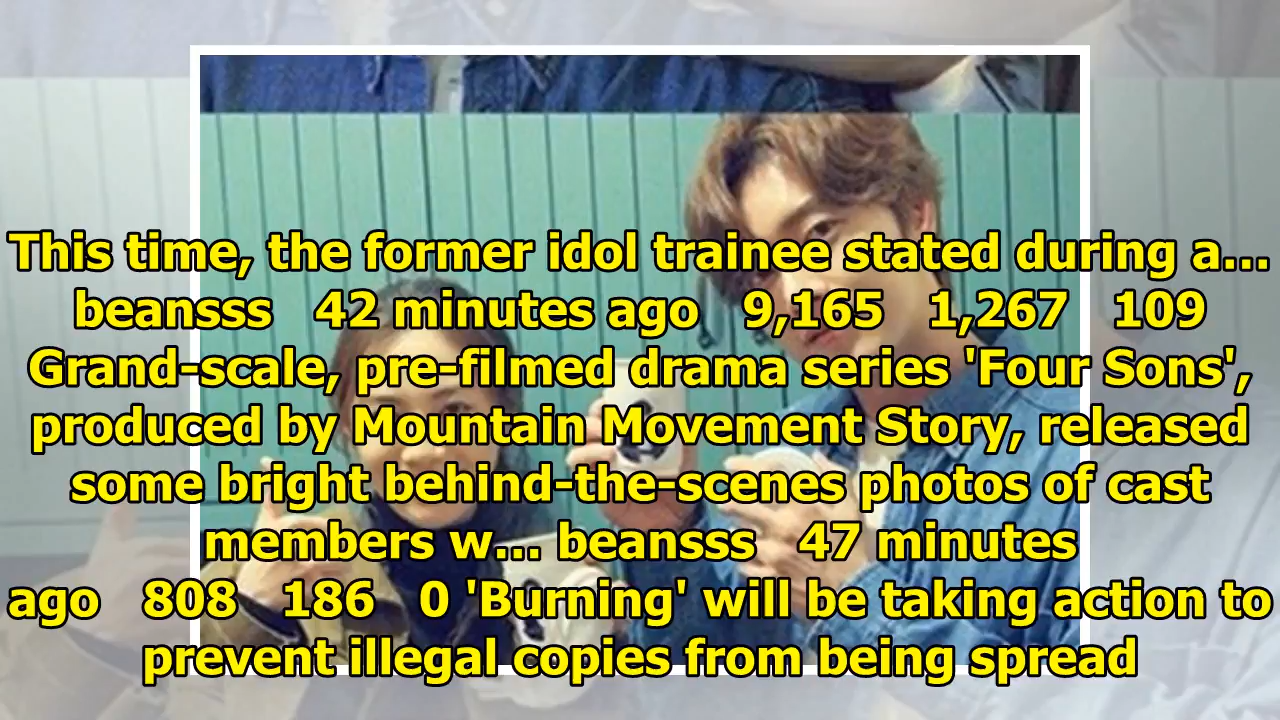 This time, the former idol trainee stated during a...
beansss 42 minutes ago 9,165 1,267 109
Grand-scale, pre-filmed drama series 'Four Sons',
produced by Mountain Movement Story, released
some bright behind-the-scenes photos of cast
members w... beansss 47 minutes
ago 808 186 0 'Burning' will be taking action to
prevent illegal copies from being spread